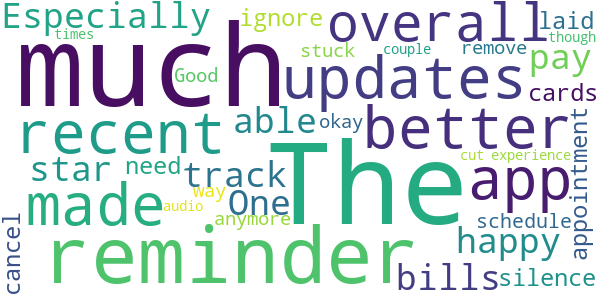 Especially ignore overall laid
times though
much stuck couple remove
Good updates pay
cards
recent able okay better
star need track The app
cut experience
made way One
audio anymore schedule appointment
reminder happy
cancel bills silence